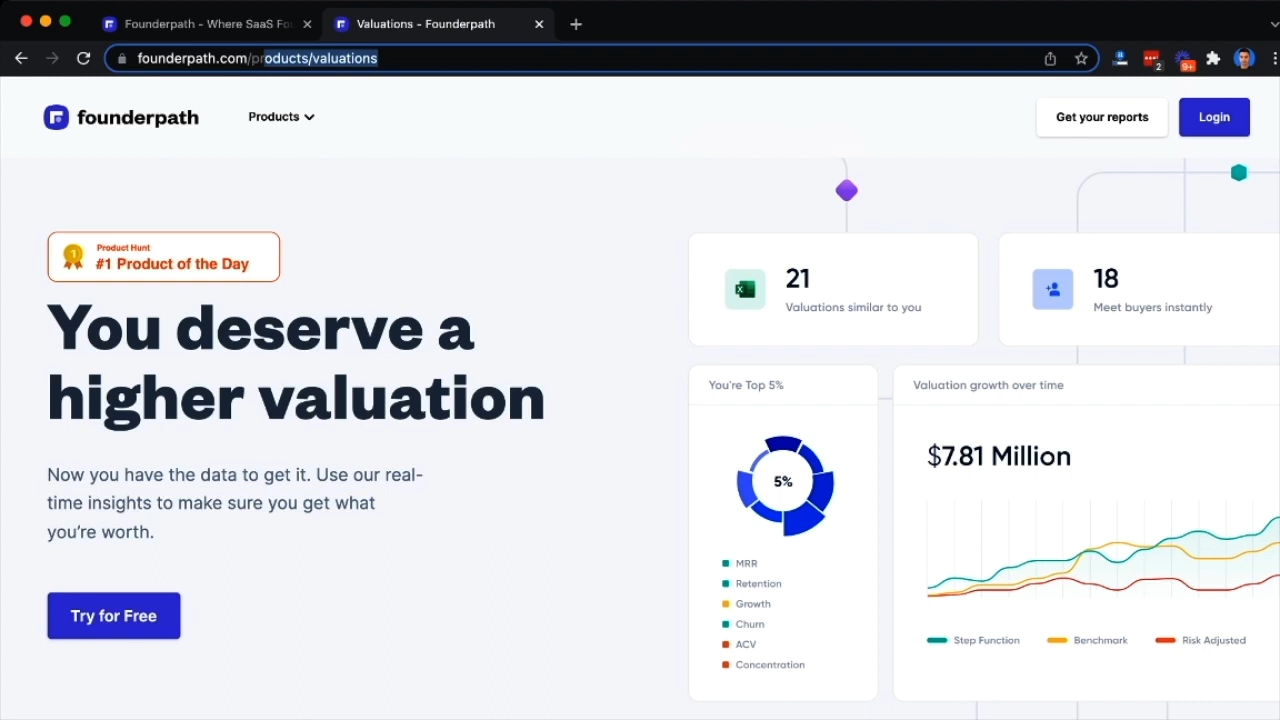 Founderpath - Where SaaS Fo
Valuations - Founderpath
founderpath.com/products/valuations
2
9+
founderpath
Products
Get your reports
Login
1
Product Hunt
#1 Product of the Day
You deserve a
higher valuation
Now you have the data to get it. Use our real-
time insights to make sure you get what
you're worth.
Try for Free
X
21
Valuations similar to you
18
Meet buyers instantly
You're Top 5%
5%
MRR
Retention
Growth
Churn
ACV
Concentration
Valuation growth over time
$7.81 Million
Step Function
Benchmark
Risk Adjusted